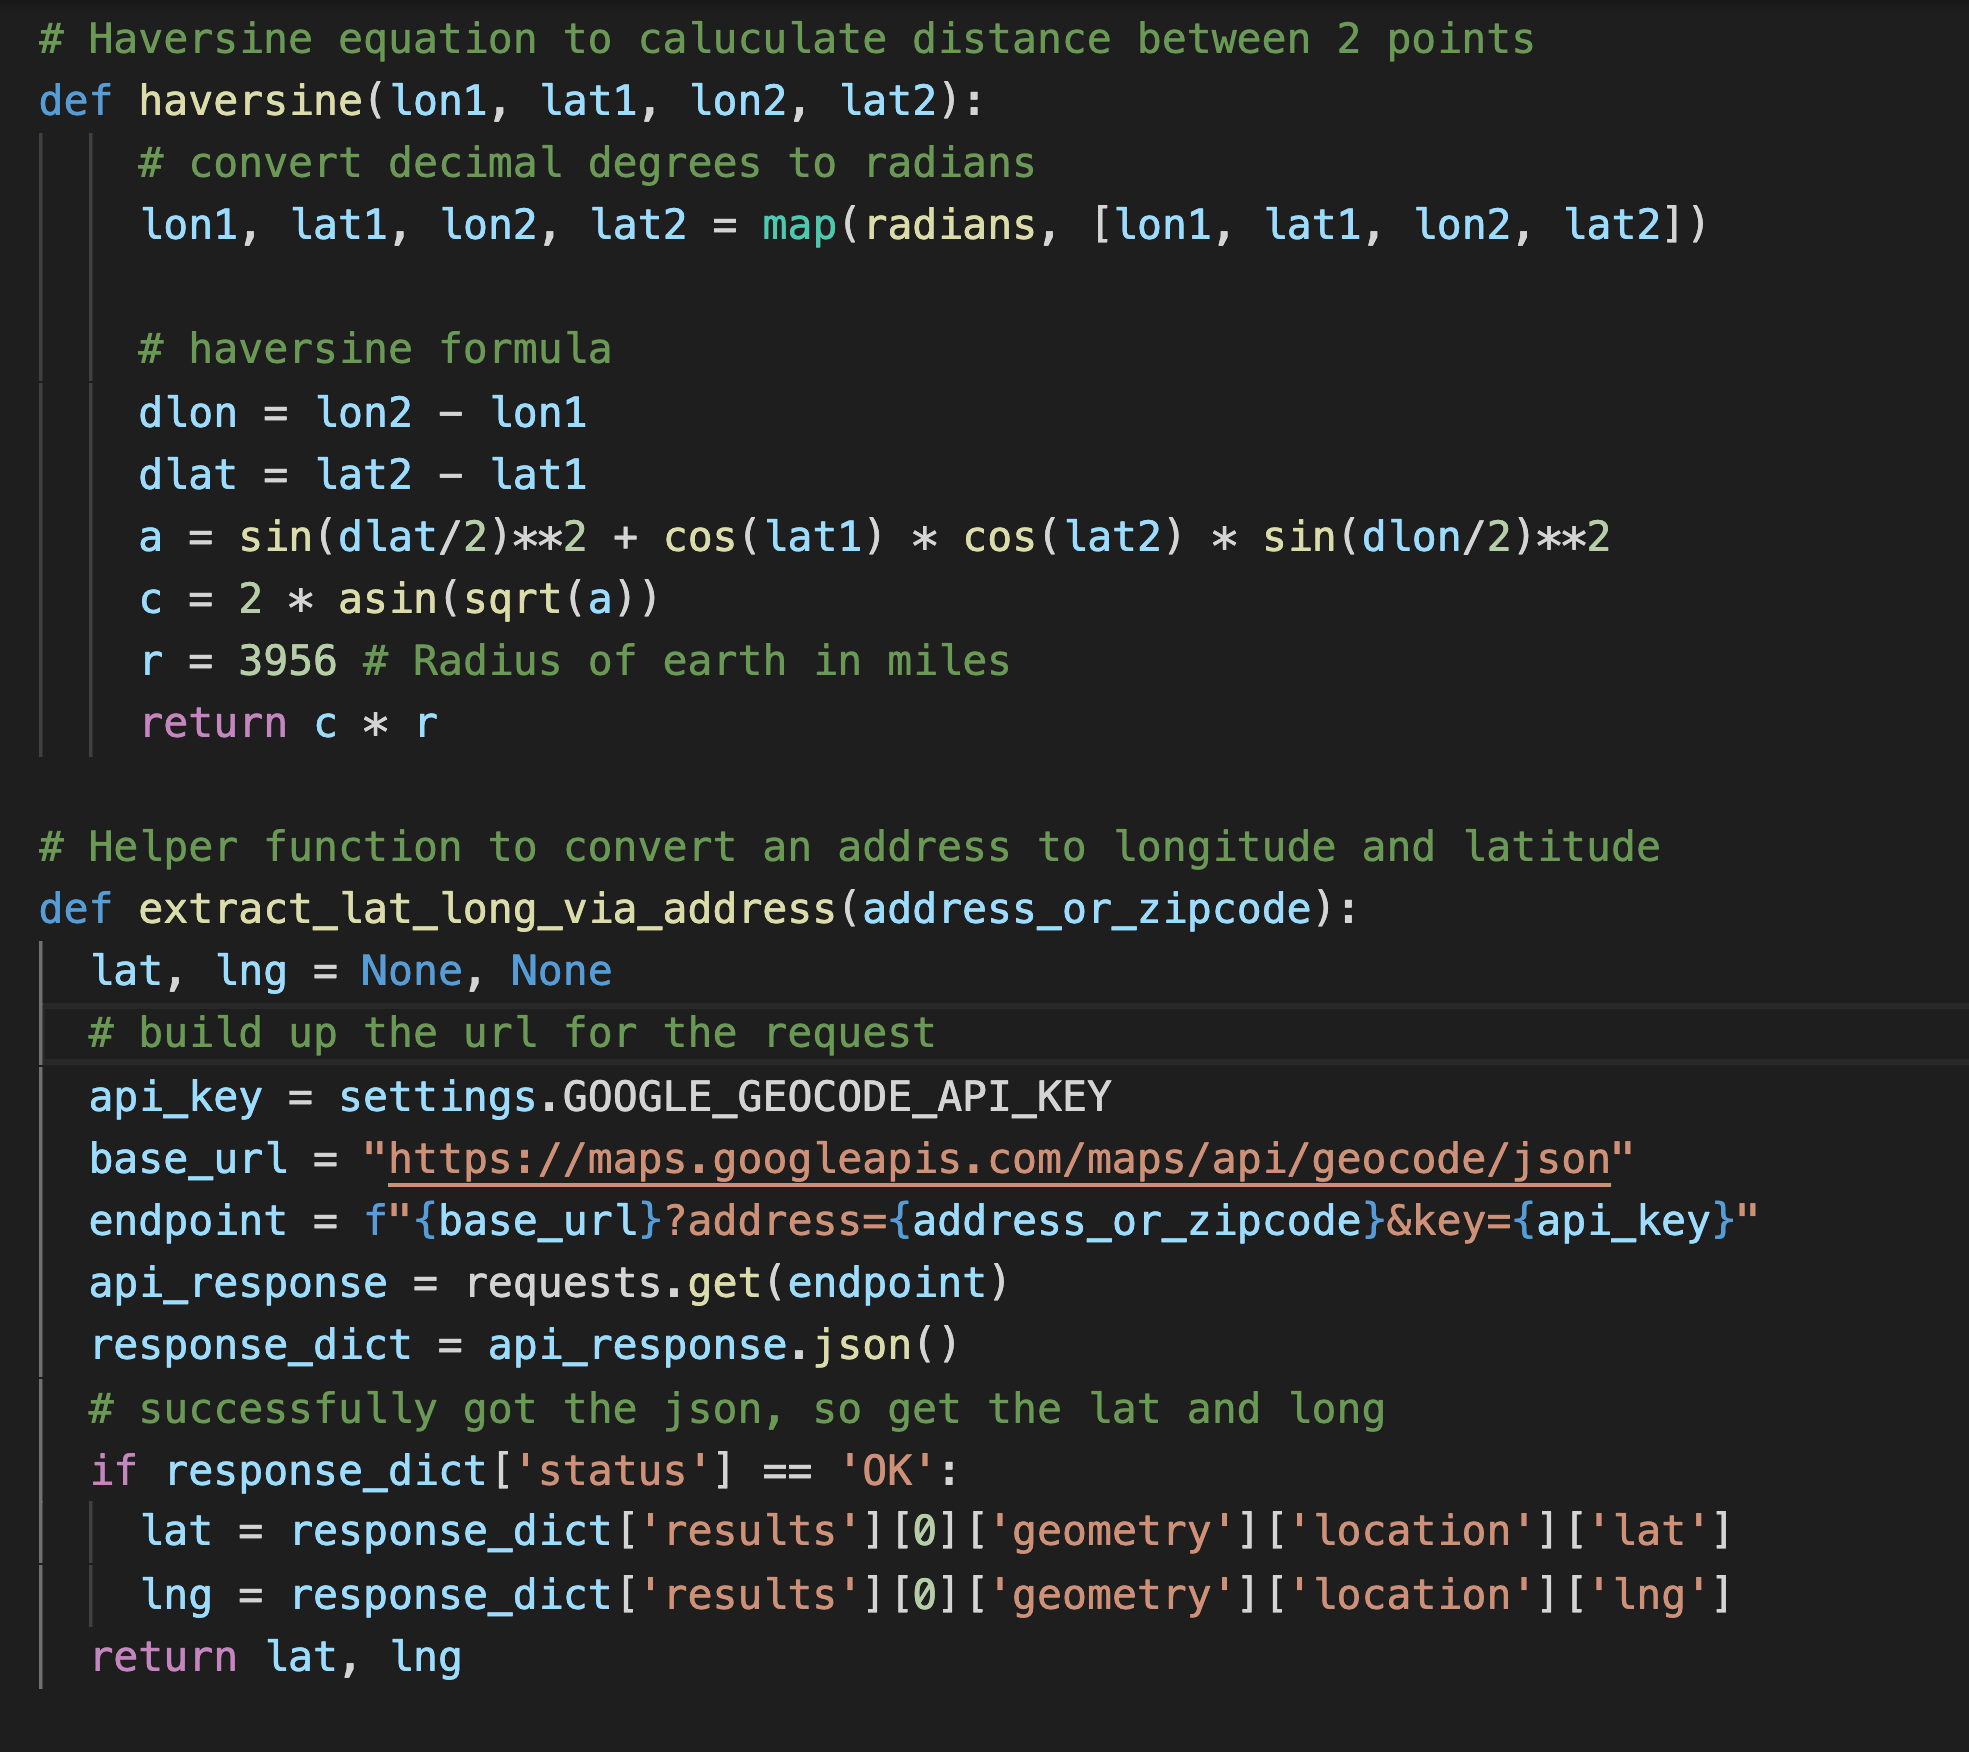 # Haversine equation to caluculate distance between 2 points
def haversine(lon1, lat1, lon2, lat2):
    # convert decimal degrees to radians
    lon1, lat1, lon2, lat2 = map(radians, [lon1, lat1, lon2, lat2])

    # haversine formula
    dlon = lon2 - lon1
    dlat = lat2 - lat1
    a = sin(dlat/2)**2 + cos(lat1) * cos(lat2) * sin(dlon/2)**2
    c = 2 * asin(sqrt(a))
    r = 3956 # Radius of earth in miles
    return c * r

# Helper function to convert an address to longitude and latitude
def extract_lat_long_via_address(address_or_zipcode):
  lat, lng = None, None
  # build up the url for the request
  api_key = settings.GOOGLE_GEOCODE_API_KEY
  base_url = "https://maps.googleapis.com/maps/api/geocode/json"
  endpoint = f"{base_url}?address={address_or_zipcode}&key={api_key}"
  api_response = requests.get(endpoint)
  response_dict = api_response.json()
  # successfully got the json, so get the lat and long
  if response_dict['status'] == 'OK':
    lat = response_dict['results'][0]['geometry']['location']['lat']
    lng = response_dict['results'][0]['geometry']['location']['lng']
  return lat, lng